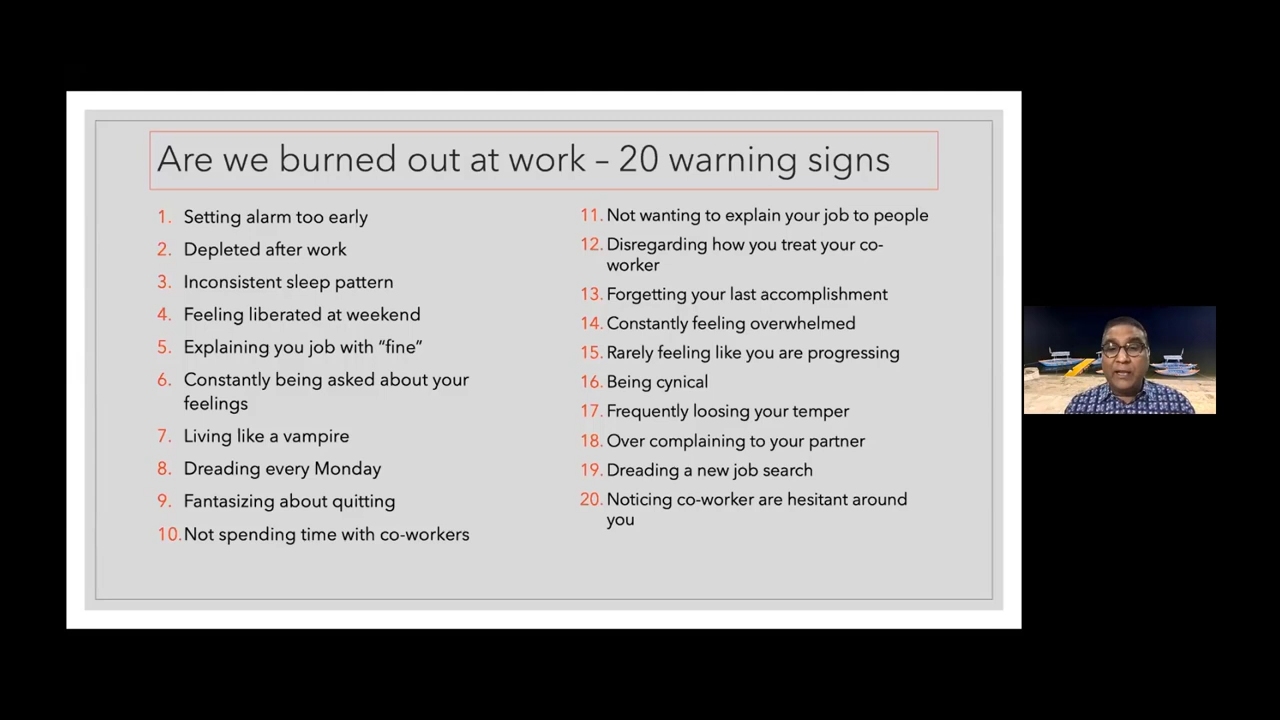 Are we burned out at work – 20 warning signs
1. Setting alarm too early
2. Depleted after work
3. Inconsistent sleep pattern
4. Feeling liberated at weekend
5. Explaining you job with “fine”
6. Constantly being asked about your
feelings
7. Living like a vampire
8. Dreading every Monday
9. Fantasizing about quitting
10. Not spending time with co-workers
11. Not wanting to explain your job to people
12. Disregarding how you treat your co-
worker
13. Forgetting your last accomplishment
14. Constantly feeling overwhelmed
15. Rarely feeling like you are progressing
16. Being cynical
17. Frequently loosing your temper
18. Over complaining to your partner
19. Dreading a new job search
20. Noticing co-worker are hesitant around
you